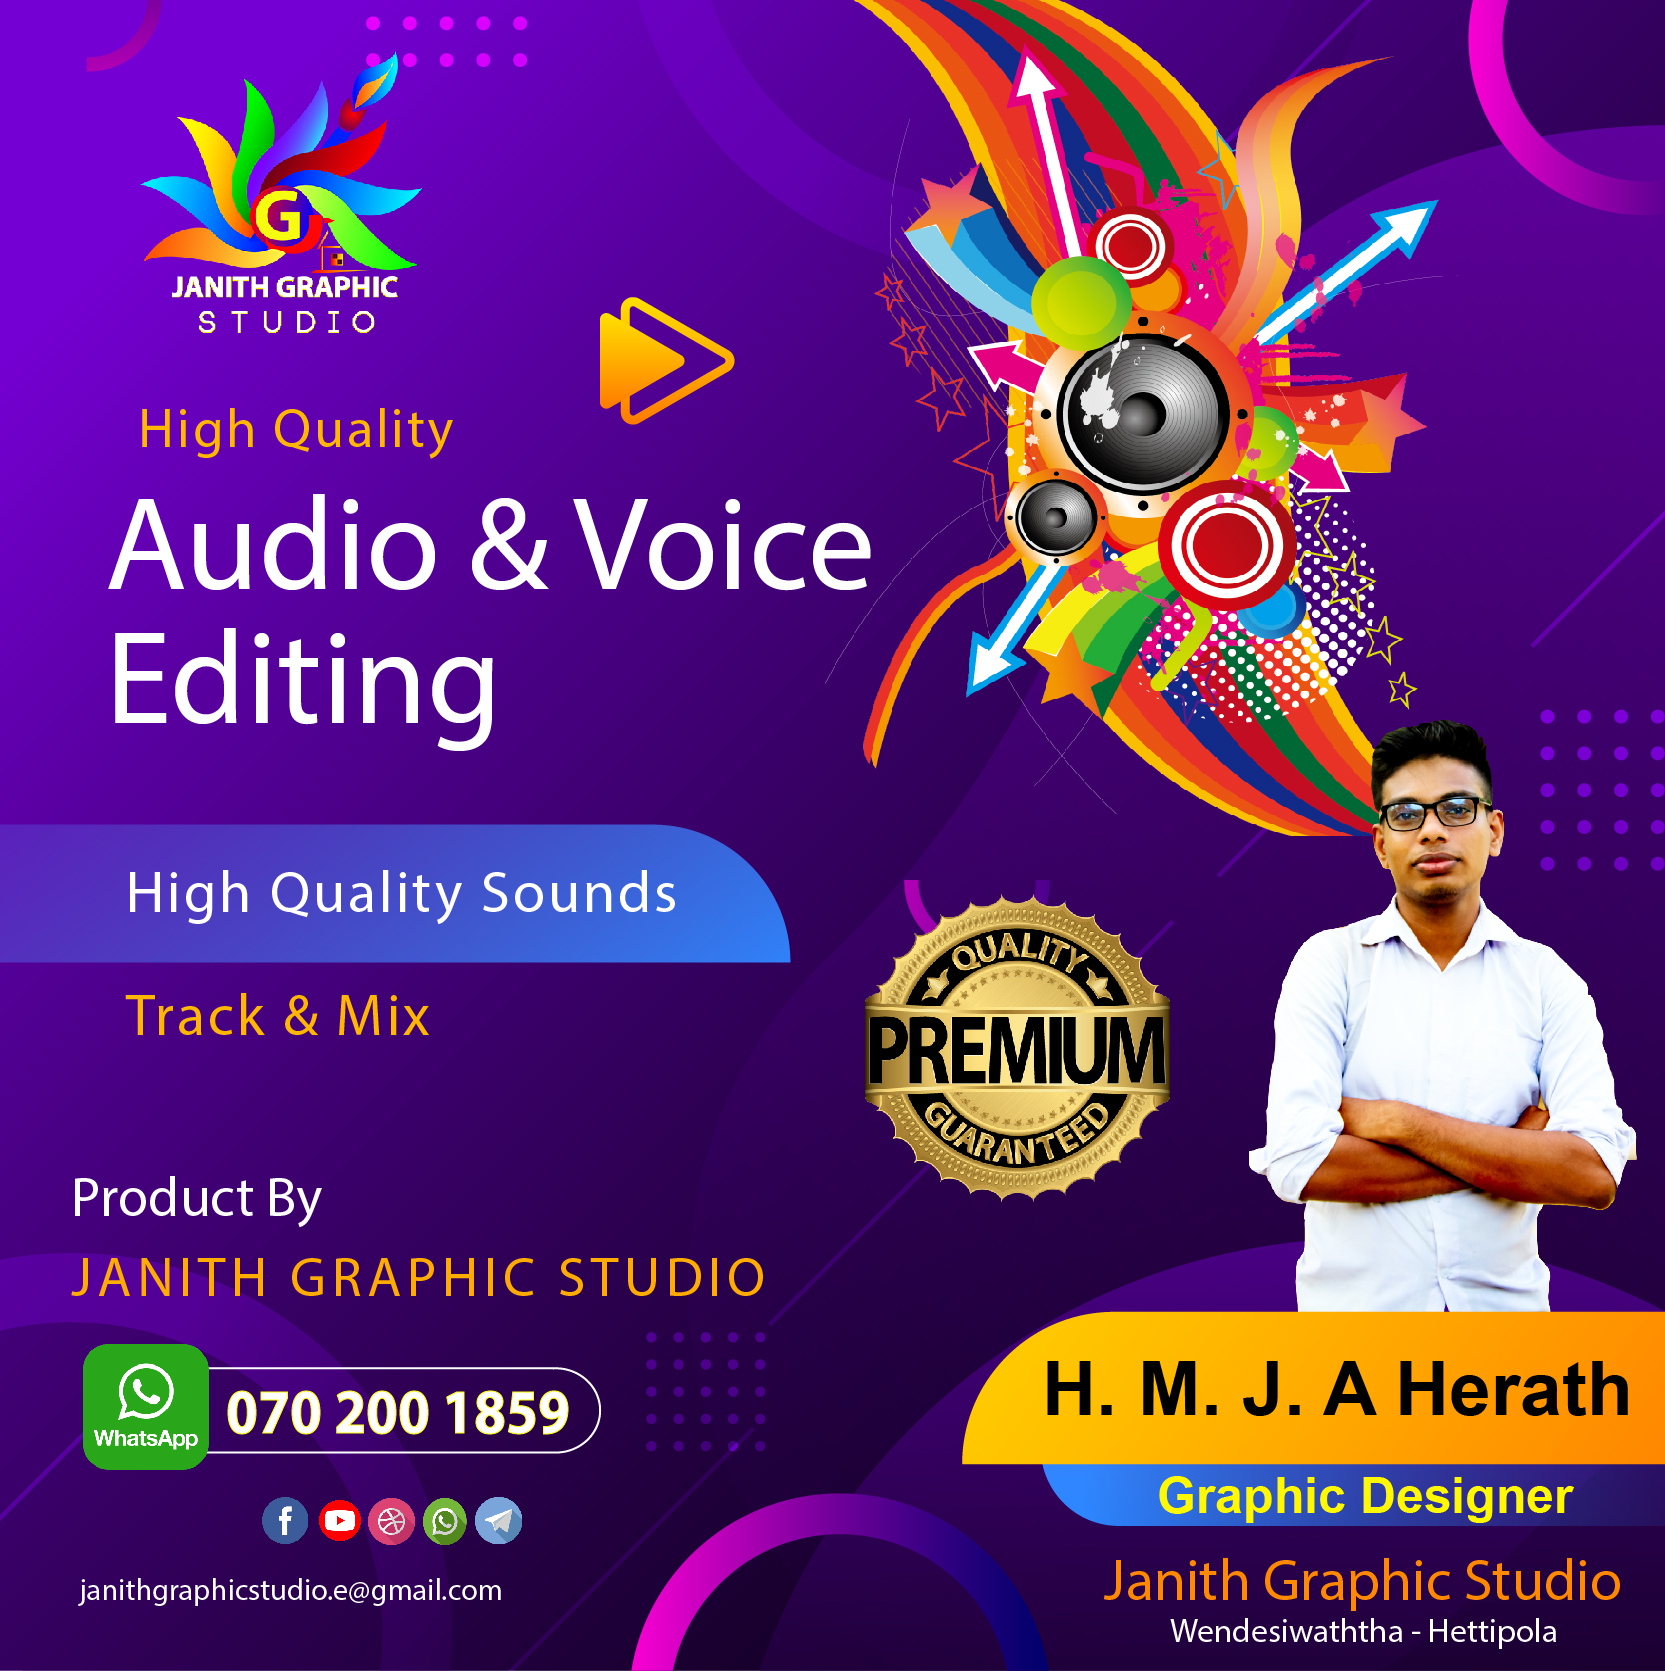 G
JANITH GRAPHIC
STUDIO
High Quality
Audio & Voice
Editing
High Quality Sounds
Track & Mix
QUALITY
PREMIUM
GUARANTEED
Product By
JANITH GRAPHIC STUDIO
WhatsApp
070 200 1859
janithgraphicstudio.e@gmail.com
H. M. J. A Herath
Graphic Designer
Janith Graphic Studio
Wendesiwaththa - Hettipola